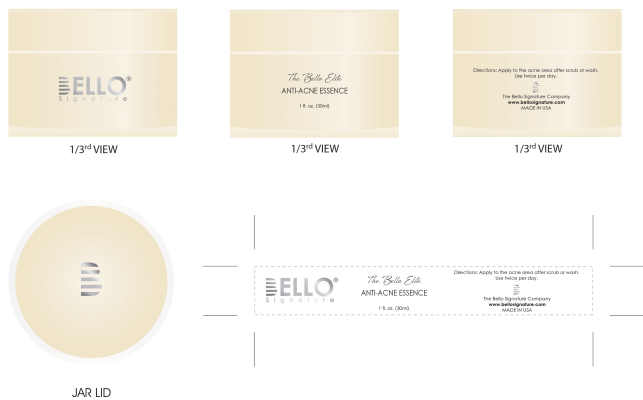 BELLO®
Signature
The Bello Elite
ANTI-ACNE ESSENCE
1 fl. oz. (30ml)
Directions: Apply to the acne area after scrub or wash.
Use twice per day.
The Bello Signature Company
www.bellosignature.com
MADE IN USA
1/3rd VIEW
1/3rd VIEW
1/3rd VIEW
BELLO®
Signature
The Bello Elite
ANTI-ACNE ESSENCE
1 fl. oz. (30ml)
Directions: Apply to the acne area after scrub or wash.
Use twice per day.
The Bello Signature Company
www.bellosignature.com
MADE IN USA
JAR LID